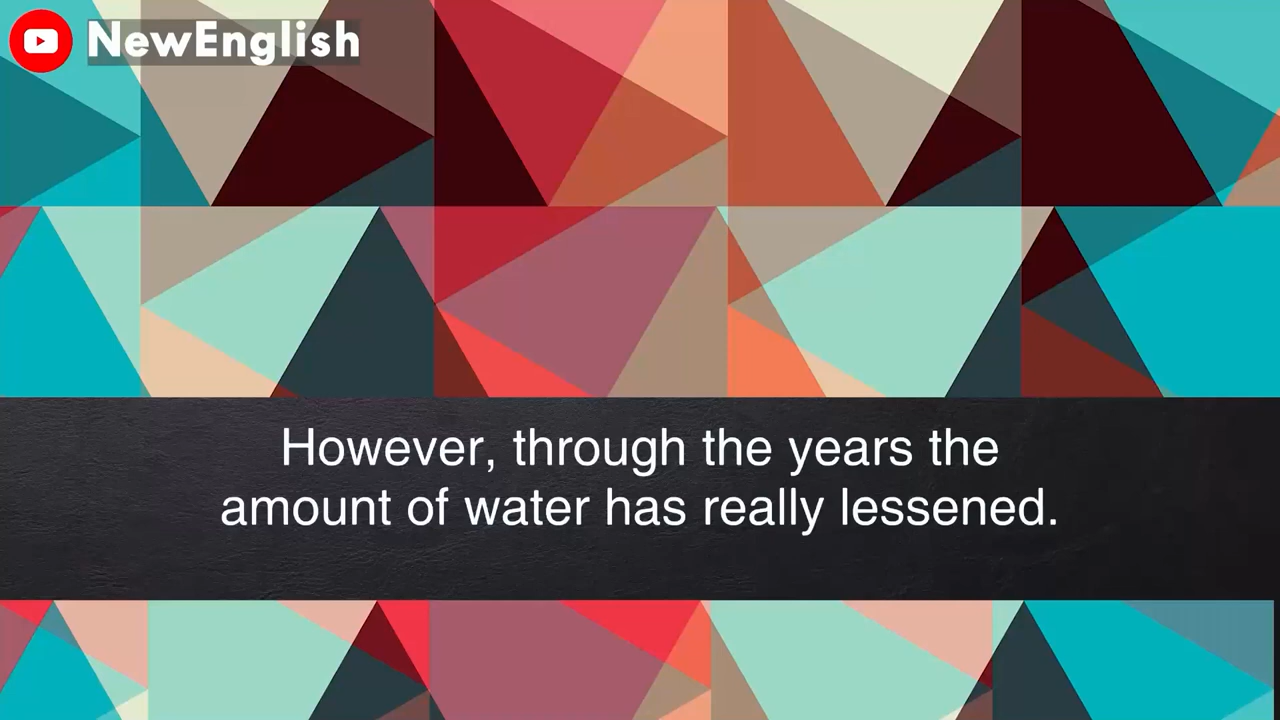 NewEnglish
However, through the years the
amount of water has really lessened.